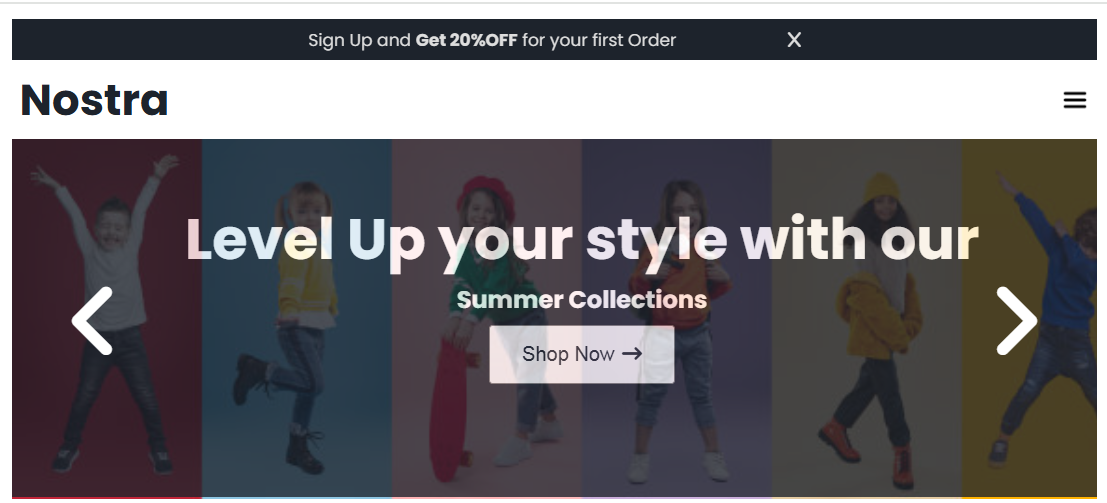 Sign Up and Get 20%OFF for your first Order X
Nostra
Level Up your style with our
Summer Collections
Shop Now →